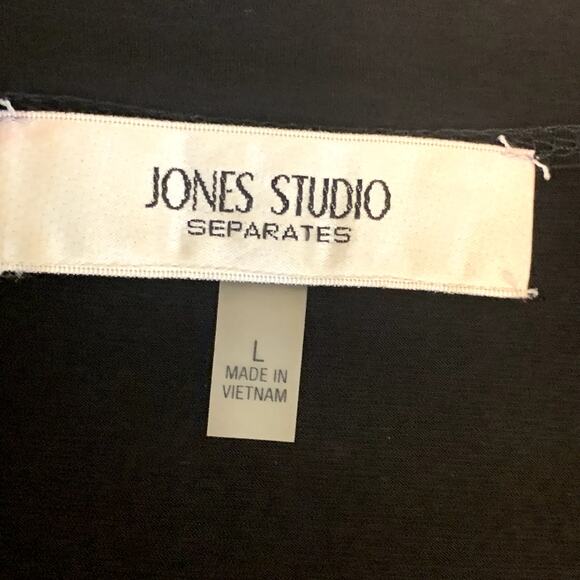 JONES STUDIO
SEPARATES
L
MADE IN
VIETNAM